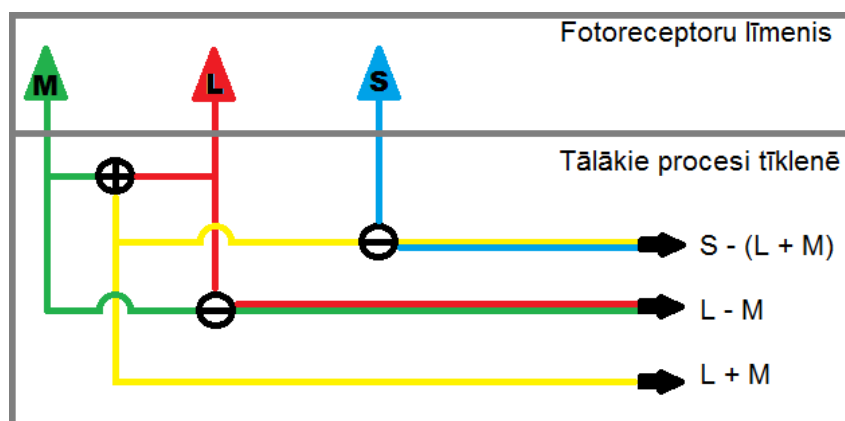 Fotoreceptoru līmenis
M
L
S
Tālākie procesi tīklenē
S - (L + M)
L - M
L + M